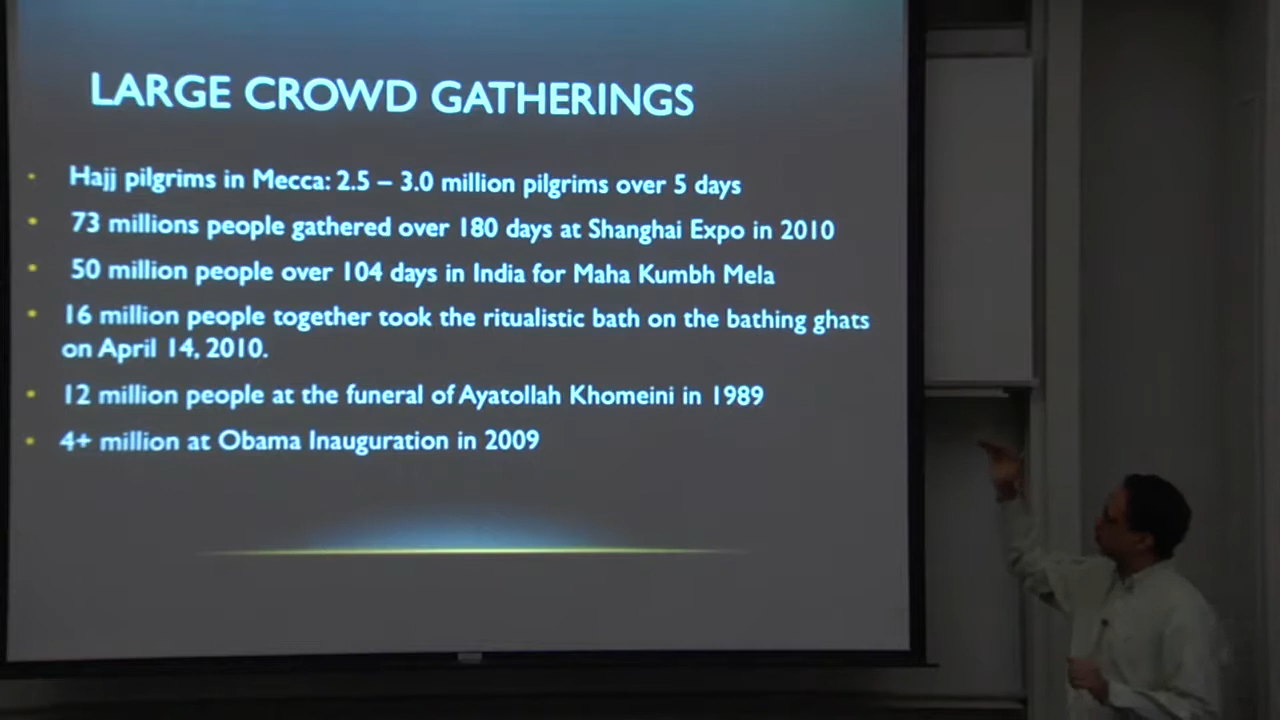 LARGE CROWD GATHERINGS
• Hajj pilgrims in Mecca: 2.5 – 3.0 million pilgrims over 5 days
• 73 millions people gathered over 180 days at Shanghai Expo in 2010
• 50 million people over 104 days in India for Maha Kumbh Mela
• 16 million people together took the ritualistic bath on the bathing ghats
on April 14, 2010.
• 12 million people at the funeral of Ayatollah Khomeini in 1989
• 4+ million at Obama Inauguration in 2009